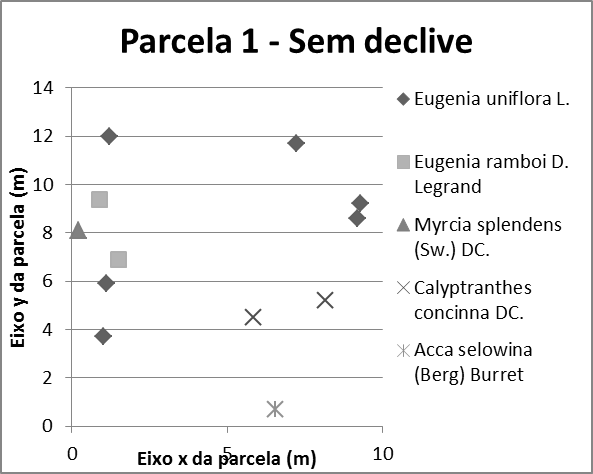 Parcela 1 - Sem declive
Eixo y da parcela (m)
14
12
10
8
6
4
2
0
0
5
10
Eixo x da parcela (m)
Eugenia uniflora L.
Eugenia ramboi D.
Legrand
Myrcia splendens
(Sw.) DC.
Calyptranthes
concinna DC.
Acca selowina
(Berg) Burret